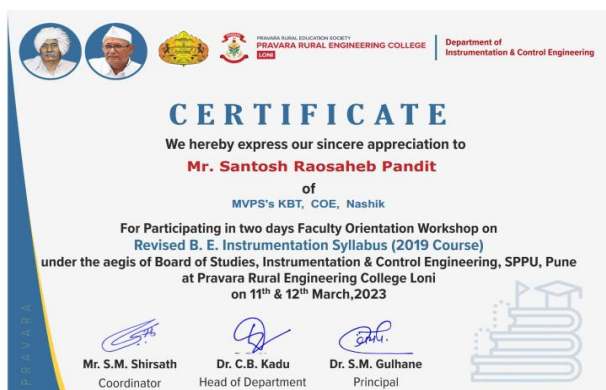 PRAVARA RURAL EDUCATION SOCIETY
PRAVARA RURAL ENGINEERING COLLEGE
LONI
Department of
Instrumentation & Control Engineering
CERTIFICATE
We hereby express our sincere appreciation to
Mr. Santosh Raosaheb Pandit
of
MVPS's KBT, COE, Nashik
For Participating in two days Faculty Orientation Workshop on
Revised B. E. Instrumentation Syllabus (2019 Course)
under the aegis of Board of Studies, Instrumentation & Control Engineering, SPPU, Pune
at Pravara Rural Engineering College Loni
on 11th & 12th March,2023
Mr. S.M. Shirsath
Coordinator
Dr. C.B. Kadu
Head of Department
Dr. S.M. Gulhane
Principal
PRAVARA